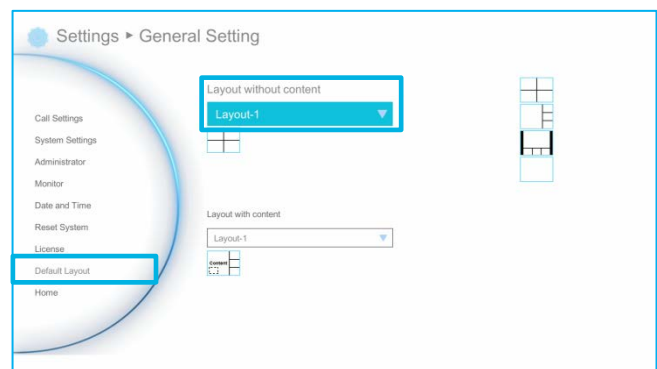 Settings ▸ General Setting
Layout without content
Layout-1
Call Settings
System Settings
Administrator
Monitor
Date and Time
Reset System
License
Default Layout
Home
Layout with content
Layout-1
Content